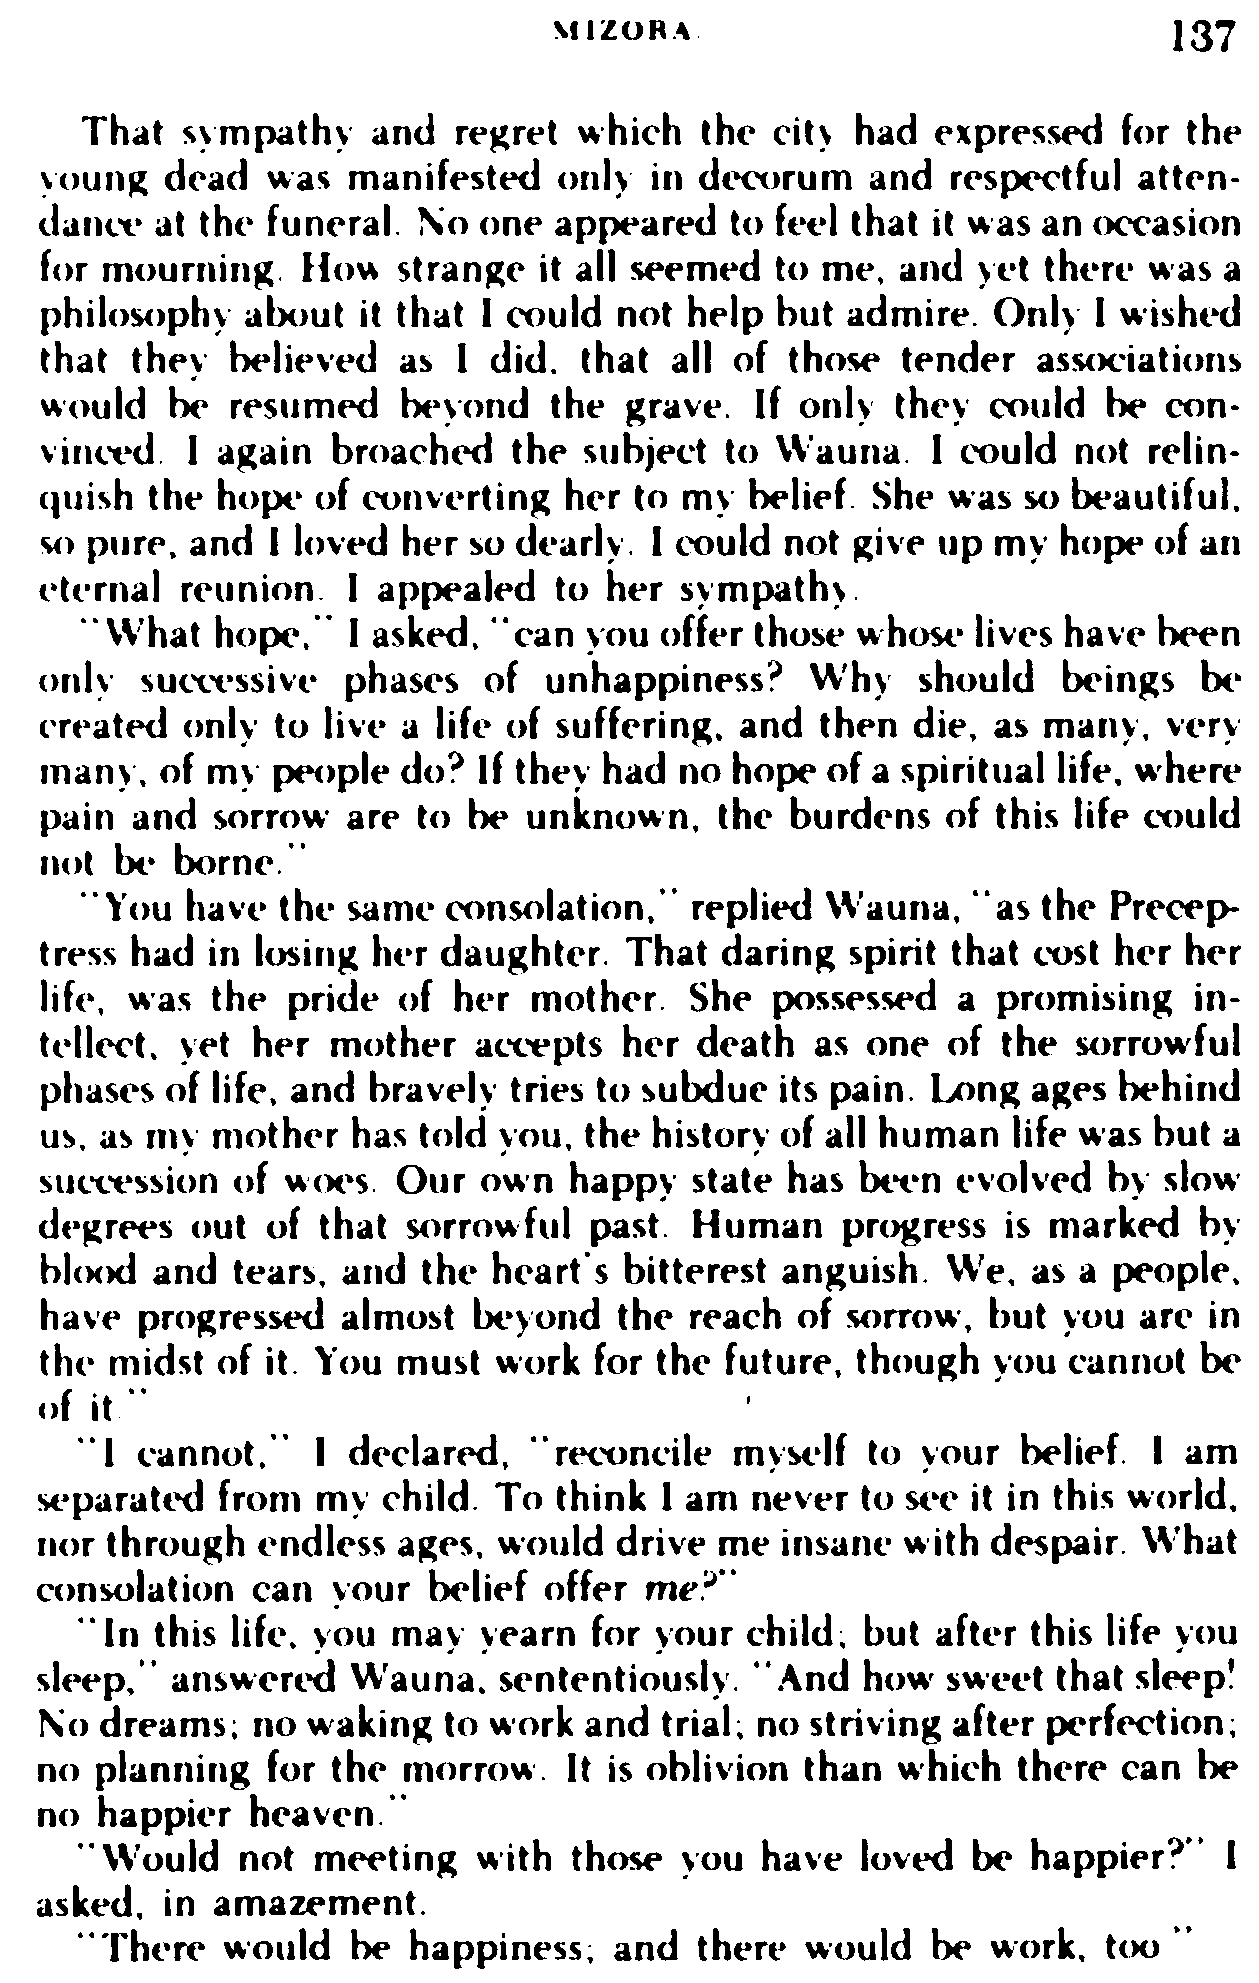 MIZORA 137
That sympathy and regret which the city had expressed for the
young dead was manifested only in decorum and respectful atten-
dance at the funeral. No one appeared to feel that it was an occasion
for mourning. How strange it all seemed to me, and yet there was a
philosophy about it that I could not help but admire. Only I wished
that they believed as I did, that all of those tender associations
would be resumed beyond the grave. If only they could be con-
vinced. I again broached the subject to Wauna. I could not relin-
quish the hope of converting her to my belief. She was so beautiful,
so pure, and I loved her so dearly. I could not give up my hope of an
eternal reunion. I appealed to her sympathy.
"What hope," I asked, "can you offer those whose lives have been
only successive phases of unhappiness? Why should beings be
created only to live a life of suffering, and then die, as many, very
many, of my people do? If they had no hope of a spiritual life, where
pain and sorrow are to be unknown, the burdens of this life could
not be borne."
"You have the same consolation," replied Wauna, "as the Precep-
tress had in losing her daughter. That daring spirit that cost her her
life, was the pride of her mother. She possessed a promising in-
tellect, yet her mother accepts her death as one of the sorrowful
phases of life, and bravely tries to subdue its pain. Long ages behind
us, as my mother has told you, the history of all human life was but a
succession of woes. Our own happy state has been evolved by slow
degrees out of that sorrowful past. Human progress is marked by
blood and tears, and the heart's bitterest anguish. We, as a people,
have progressed almost beyond the reach of sorrow, but you are in
the midst of it. You must work for the future, though you cannot be
of it."
"I cannot," I declared, "reconcile myself to your belief. I am
separated from my child. To think I am never to see it in this world,
nor through endless ages, would drive me insane with despair. What
consolation can your belief offer me?"
"In this life, you may yearn for your child, but after this life you
sleep," answered Wauna, sententiously. "And how sweet that sleep!
No dreams; no waking to work and trial; no striving after perfection;
no planning for the morrow. It is oblivion than which there can be
no happier heaven."
"Would not meeting with those you have loved be happier?" I
asked, in amazement.
"There would be happiness; and there would be work, too."